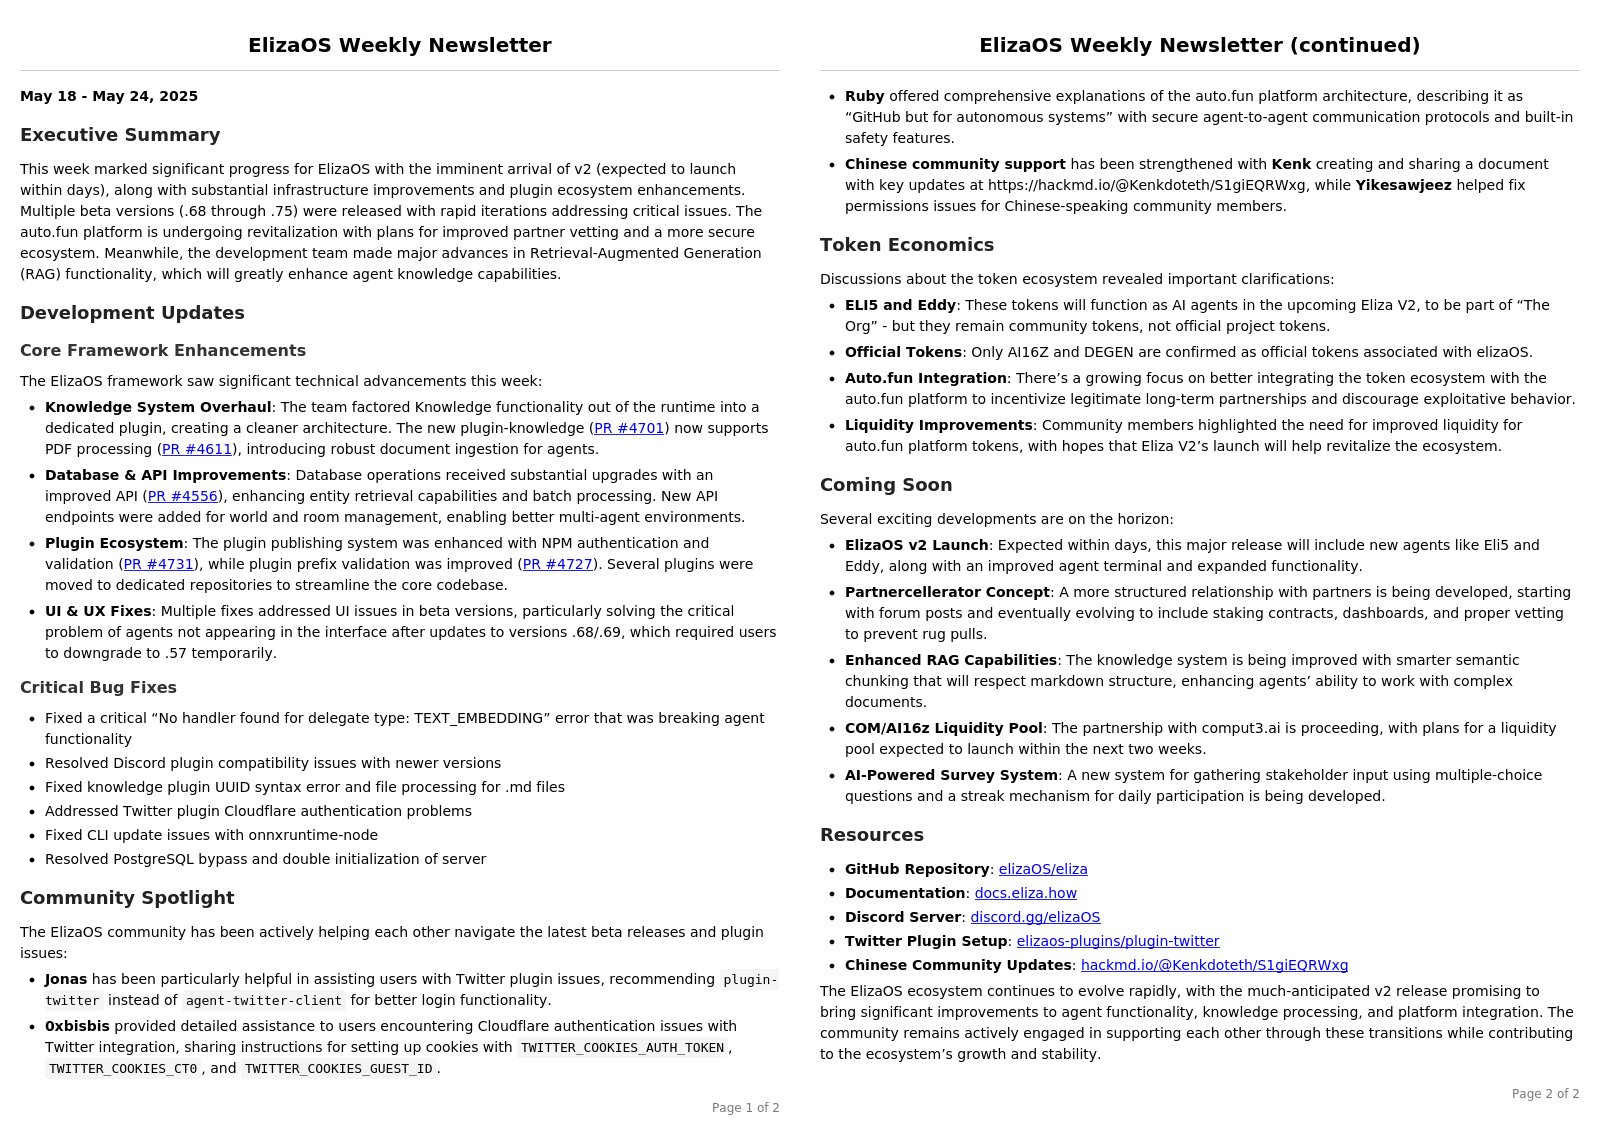 ElizaOS Weekly Newsletter
May 18 - May 24, 2025
Executive Summary
This week marked significant progress for ElizaOS with the imminent arrival of v2 (expected to launch
within days), along with substantial infrastructure improvements and plugin ecosystem enhancements.
Multiple beta versions (.68 through .75) were released with rapid iterations addressing critical issues. The
auto.fun platform is undergoing revitalization with plans for improved partner vetting and a more secure
ecosystem. Meanwhile, the development team made major advances in Retrieval-Augmented Generation
(RAG) functionality, which will greatly enhance agent knowledge capabilities.
Development Updates
Core Framework Enhancements
The ElizaOS framework saw significant technical advancements this week:
• Knowledge System Overhaul: The team factored Knowledge functionality out of the runtime into a
dedicated plugin, creating a cleaner architecture. The new plugin-knowledge (PR #4701) now supports
PDF processing (PR #4611), introducing robust document ingestion for agents.
• Database & API Improvements: Database operations received substantial upgrades with an
improved API (PR #4556), enhancing entity retrieval capabilities and batch processing. New API
endpoints were added for world and room management, enabling better multi-agent environments.
• Plugin Ecosystem: The plugin publishing system was enhanced with NPM authentication and
validation (PR #4731), while plugin prefix validation was improved (PR #4727). Several plugins were
moved to dedicated repositories to streamline the core codebase.
• UI & UX Fixes: Multiple fixes addressed UI issues in beta versions, particularly solving the critical
problem of agents not appearing in the interface after updates to versions .68/.69, which required users
to downgrade to .57 temporarily.
Critical Bug Fixes
• Fixed a critical “No handler found for delegate type: TEXT_EMBEDDING” error that was breaking agent
functionality
• Resolved Discord plugin compatibility issues with newer versions
• Fixed knowledge plugin UUID syntax error and file processing for .md files
• Addressed Twitter plugin Cloudflare authentication problems
• Fixed CLI update issues with onnxruntime-node
• Resolved PostgreSQL bypass and double initialization of server
Community Spotlight
The ElizaOS community has been actively helping each other navigate the latest beta releases and plugin
issues:
• Jonas has been particularly helpful in assisting users with Twitter plugin issues, recommending plugin-
twitter instead of agent-twitter-client for better login functionality.
• 0xbisbis provided detailed assistance to users encountering Cloudflare authentication issues with
Twitter integration, sharing instructions for setting up cookies with TWITTER_COOKIES_AUTH_TOKEN,
TWITTER_COOKIES_CT0, and TWITTER_COOKIES_GUEST_ID.
Page 1 of 2
ElizaOS Weekly Newsletter (continued)
• Ruby offered comprehensive explanations of the auto.fun platform architecture, describing it as
“GitHub but for autonomous systems” with secure agent-to-agent communication protocols and built-in
safety features.
• Chinese community support has been strengthened with Kenk creating and sharing a document
with key updates at https://hackmd.io/@Kenkdoteth/S1giEQRWxg, while Yikesawjeez helped fix
permissions issues for Chinese-speaking community members.
Token Economics
Discussions about the token ecosystem revealed important clarifications:
• ELI5 and Eddy: These tokens will function as AI agents in the upcoming Eliza V2, to be part of “The
Org” - but they remain community tokens, not official project tokens.
• Official Tokens: Only AI16Z and DEGEN are confirmed as official tokens associated with elizaOS.
• Auto.fun Integration: There’s a growing focus on better integrating the token ecosystem with the
auto.fun platform to incentivize legitimate long-term partnerships and discourage exploitative behavior.
• Liquidity Improvements: Community members highlighted the need for improved liquidity for
auto.fun platform tokens, with hopes that Eliza V2’s launch will help revitalize the ecosystem.
Coming Soon
Several exciting developments are on the horizon:
• ElizaOS v2 Launch: Expected within days, this major release will include new agents like Eli5 and
Eddy, along with an improved agent terminal and expanded functionality.
• Partnercellerator Concept: A more structured relationship with partners is being developed, starting
with forum posts and eventually evolving to include staking contracts, dashboards, and proper vetting
to prevent rug pulls.
• Enhanced RAG Capabilities: The knowledge system is being improved with smarter semantic
chunking that will respect markdown structure, enhancing agents’ ability to work with complex
documents.
• COM/AI16z Liquidity Pool: The partnership with comput3.ai is proceeding, with plans for a liquidity
pool expected to launch within the next two weeks.
• AI-Powered Survey System: A new system for gathering stakeholder input using multiple-choice
questions and a streak mechanism for daily participation is being developed.
Resources
• GitHub Repository: elizaOS/eliza
• Documentation: docs.eliza.how
• Discord Server: discord.gg/elizaOS
• Twitter Plugin Setup: elizaos-plugins/plugin-twitter
• Chinese Community Updates: hackmd.io/@Kenkdoteth/S1giEQRWxg
The ElizaOS ecosystem continues to evolve rapidly, with the much-anticipated v2 release promising to
bring significant improvements to agent functionality, knowledge processing, and platform integration. The
community remains actively engaged in supporting each other through these transitions while contributing
to the ecosystem’s growth and stability.
Page 2 of 2